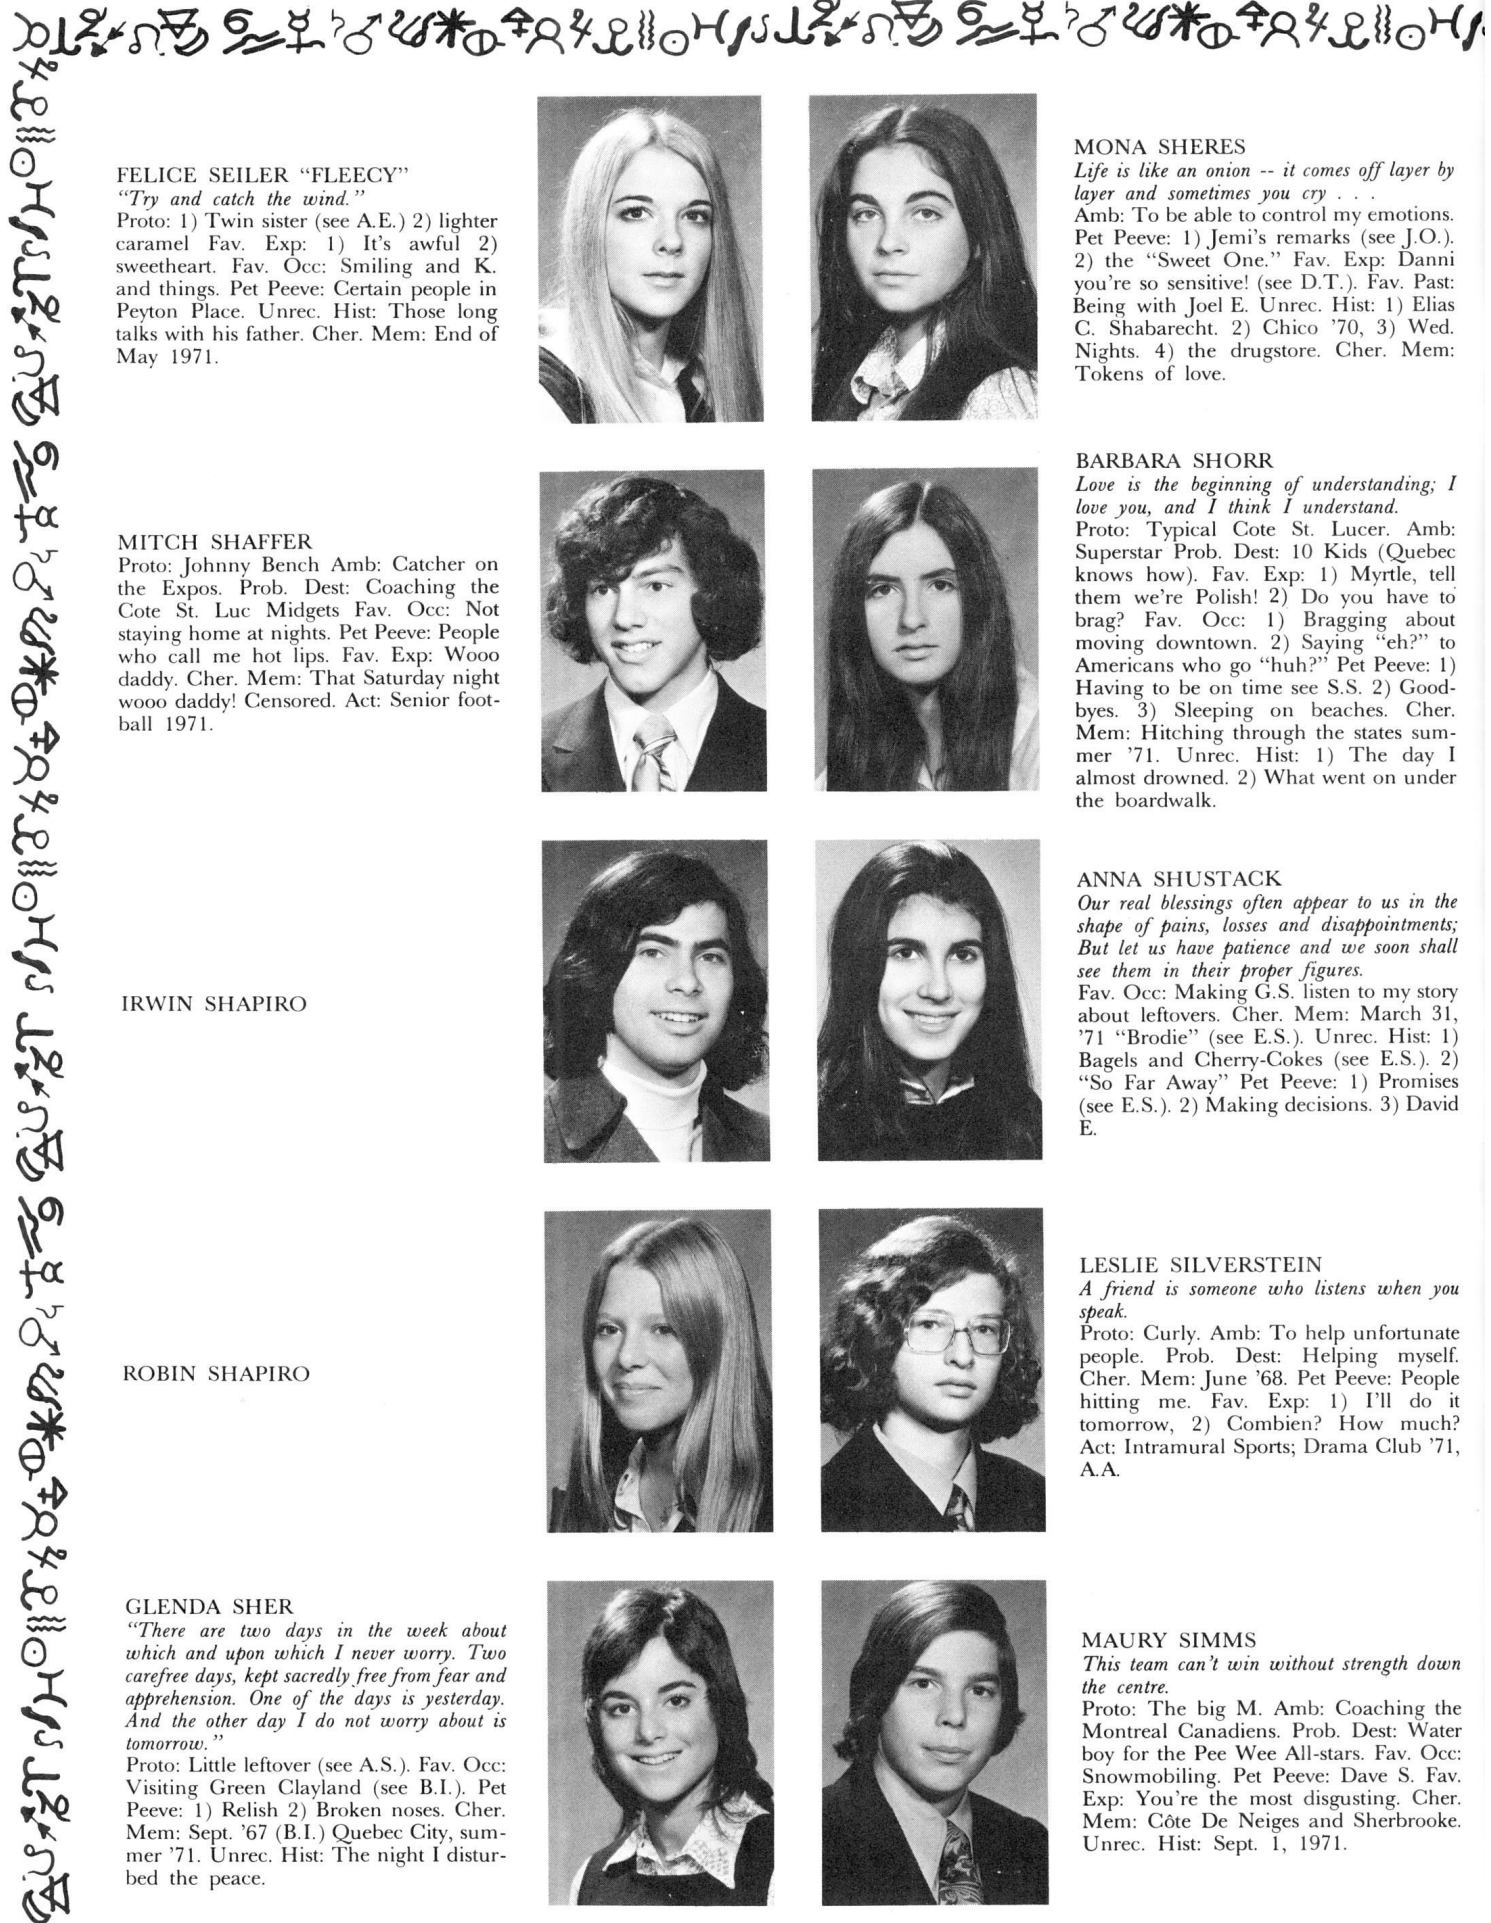 FELICE SEILER “FLEECY”
“Try and catch the wind.”
Proto: 1) Twin sister (see A.E.) 2) lighter
caramel Fav. Exp: 1) It's awful 2)
sweetheart. Fav. Occ: Smiling and K.
and things. Pet Peeve: Certain people in
Peyton Place. Unrec. Hist: Those long
talks with his father. Cher. Mem: End of
May 1971.
MITCH SHAFFER
Proto: Johnny Bench Amb: Catcher on
the Expos. Prob. Dest: Coaching the
Cote St. Luc Midgets Fav. Occ: Not
staying home at nights. Pet Peeve: People
who call me hot lips. Fav. Exp: Wooo
daddy. Cher. Mem: That Saturday night
wooo daddy! Censored. Act: Senior foot-
ball 1971.
IRWIN SHAPIRO
ROBIN SHAPIRO
GLENDA SHER
“There are two days in the week about
which and upon which I never worry. Two
carefree days, kept sacredly free from fear and
apprehension. One of the days is yesterday.
And the other day I do not worry about is
tomorrow.”
Proto: Little leftover (see A.S.). Fav. Occ:
Visiting Green Clayland (see B.I.). Pet
Peeve: 1) Relish 2) Broken noses. Cher.
Mem: Sept. '67 (B.I.) Quebec City, sum-
mer '71. Unrec. Hist: The night I distur-
bed the peace.
MONA SHERES
Life is like an onion -- it comes off layer by
layer and sometimes you cry . . .
Amb: To be able to control my emotions.
Pet Peeve: 1) Jemi's remarks (see J.O.).
2) the “Sweet One.” Fav. Exp: Danni
you're so sensitive! (see D.T.). Fav. Past:
Being with Joel E. Unrec. Hist: 1) Elias
C. Shabarecht. 2) Chico '70, 3) Wed.
Nights. 4) the drugstore. Cher. Mem:
Tokens of love.
BARBARA SHORR
Love is the beginning of understanding; I
love you, and I think I understand.
Proto: Typical Cote St. Lucer. Amb:
Superstar Prob. Dest: 10 Kids (Quebec
knows how). Fav. Exp: 1) Myrtle, tell
them we're Polish! 2) Do you have to
brag? Fav. Occ: 1) Bragging about
moving downtown. 2) Saying “eh?” to
Americans who go “huh?” Pet Peeve: 1)
Having to be on time see S.S. 2) Good-
byes. 3) Sleeping on beaches. Cher.
Mem: Hitching through the states sum-
mer '71. Unrec. Hist: 1) The day I
almost drowned. 2) What went on under
the boardwalk.
ANNA SHUSTACK
Our real blessings often appear to us in the
shape of pains, losses and disappointments;
But let us have patience and we soon shall
see them in their proper figures.
Fav. Occ: Making G.S. listen to my story
about leftovers. Cher. Mem: March 31,
'71 “Brodie” (see E.S.). Unrec. Hist: 1)
Bagels and Cherry-Cokes (see E.S.). 2)
“So Far Away” Pet Peeve: 1) Promises
(see E.S.). 2) Making decisions. 3) David
E.
LESLIE SILVERSTEIN
A friend is someone who listens when you
speak.
Proto: Curly. Amb: To help unfortunate
people. Prob. Dest: Helping myself.
Cher. Mem: June '68. Pet Peeve: People
hitting me. Fav. Exp: 1) I'll do it
tomorrow, 2) Combien? How much?
Act: Intramural Sports; Drama Club '71,
A.A.
MAURY SIMMS
This team can't win without strength down
the centre.
Proto: The big M. Amb: Coaching the
Montreal Canadiens. Prob. Dest: Water
boy for the Pee Wee All-stars. Fav. Occ:
Snowmobiling. Pet Peeve: Dave S. Fav.
Exp: You're the most disgusting. Cher.
Mem: Côte De Neiges and Sherbrooke.
Unrec. Hist: Sept. 1, 1971.